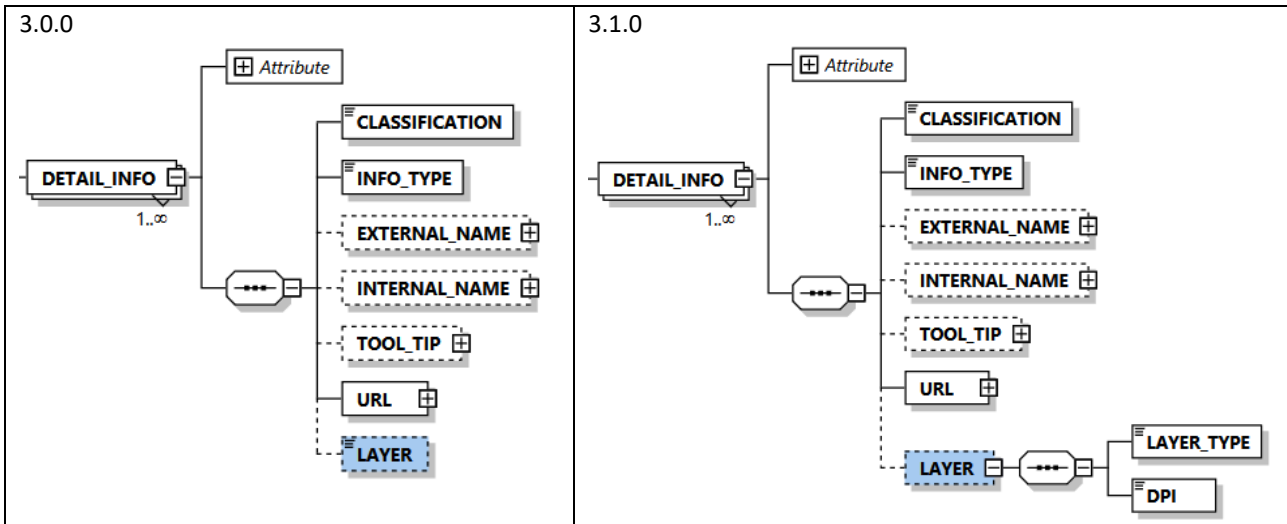 3.0.0
Attribute
CLASSIFICATION
INFO_TYPE
DETAIL_INFO
1..∞
EXTERNAL_NAME
INTERNAL_NAME
TOOL_TIP
URL
LAYER
3.1.0
Attribute
CLASSIFICATION
INFO_TYPE
DETAIL_INFO
1..∞
EXTERNAL_NAME
INTERNAL_NAME
TOOL_TIP
URL
LAYER
LAYER_TYPE
DPI